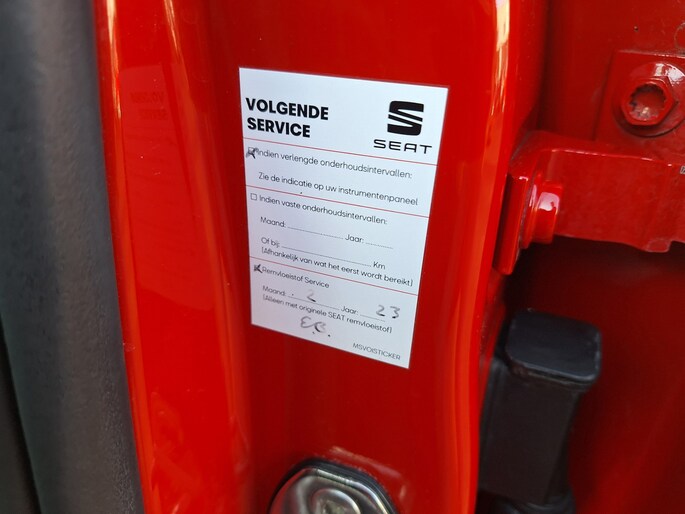 VOLGENDE
SERVICE
SEAT
Indien verlengde onderhoudsintervallen:
Zie de indicatie op uw instrumentenpaneel
Indien vaste onderhoudsintervallen:
Maand: Jaar:
Of bij: Km
(Afhankelijk van wat het eerst wordt bereikt)
Remvloeistof Service
Maand: 2 Jaar: 23
(Alleen met originele SEAT remvloeistof)
E.B.
MSVOISTICKER